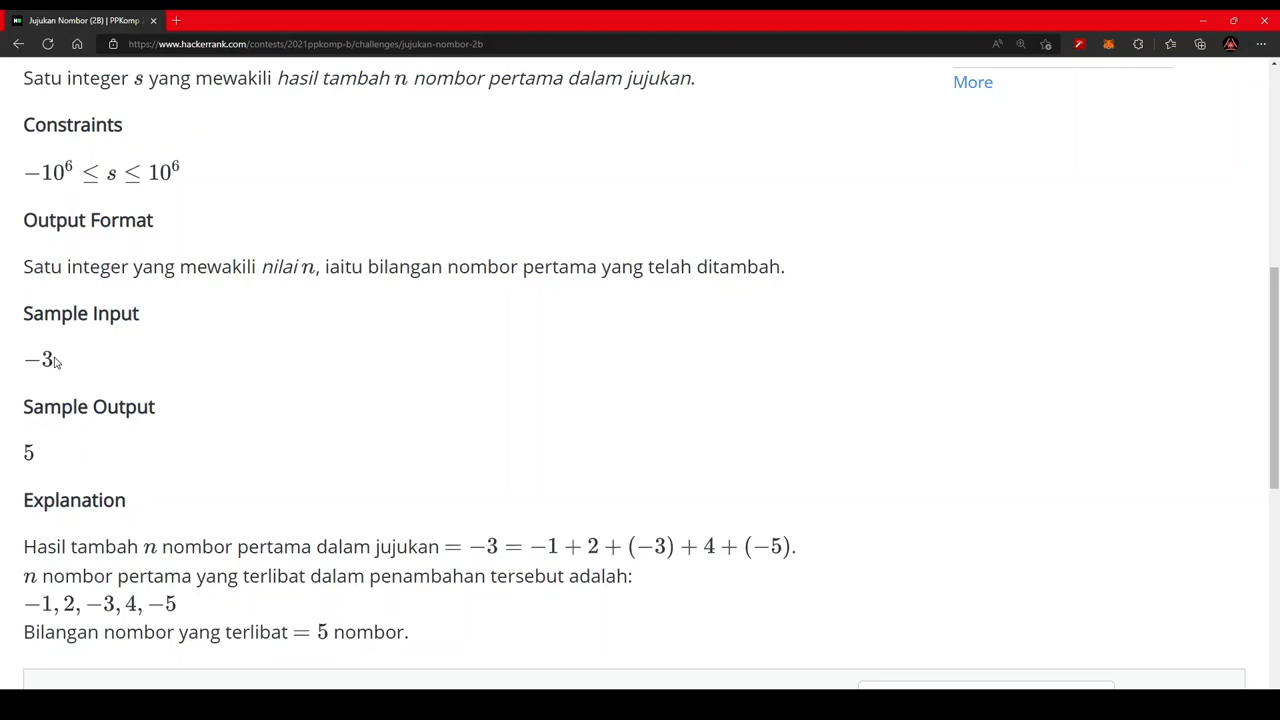 Jujukan Nombor (2B) | PPKomp
https://www.hackerrank.com/contests/2021ppkomp-b/challenges/jujukan-nombor-2b
Satu integer s yang mewakili hasil tambah n nombor pertama dalam jujukan.
More
Constraints
−10⁶ ≤ s ≤ 10⁶
Output Format
Satu integer yang mewakili nilai n, iaitu bilangan nombor pertama yang telah ditambah.
Sample Input
−3
Sample Output
5
Explanation
Hasil tambah n nombor pertama dalam jujukan = −3 = −1 + 2 + (−3) + 4 + (−5).
n nombor pertama yang terlibat dalam penambahan tersebut adalah:
−1, 2, −3, 4, −5
Bilangan nombor yang terlibat = 5 nombor.